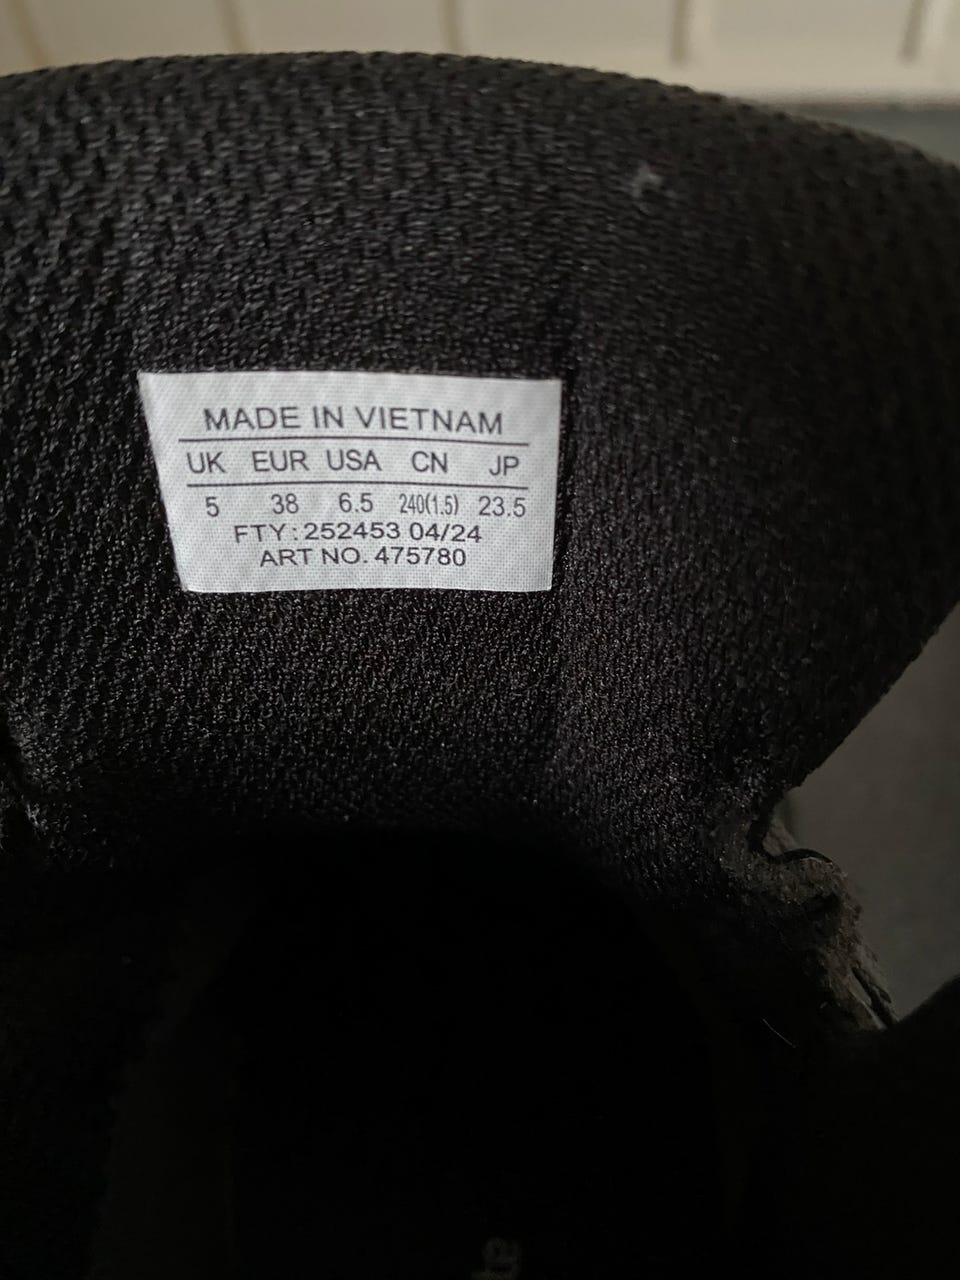 MADE IN VIETNAM
UK EUR USA CN JP
5 38 6.5 240(1.5) 23.5
FTY: 252453 04/24
ART NO. 475780